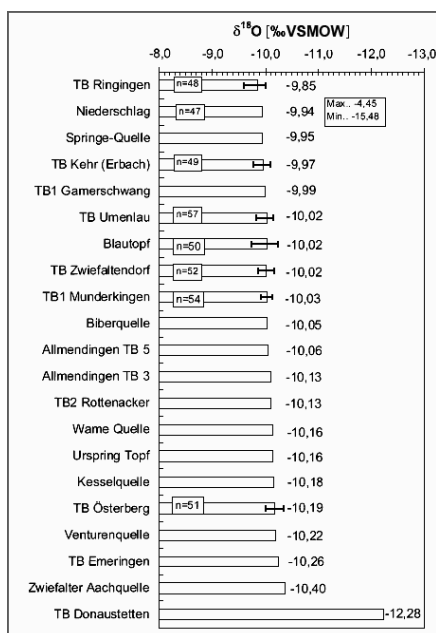 δ¹⁸O [‰VSMOW]
-8,0 -9,0 -10,0 -11,0 -12,0 -13,0
TB Ringingen n=48 -9,85
Niederschlag n=47 -9,94
Max.. -4,45
Min.. -15,48
Springe-Quelle -9,95
TB Kehr (Erbach) n=49 -9,97
TB1 Gamerschwang -9,99
TB Umenlau n=57 -10,02
Blautopf n=50 -10,02
TB Zwiefaltendorf n=52 -10,02
TB1 Munderkingen n=54 -10,03
Biberquelle -10,05
Allmendingen TB 5 -10,06
Allmendingen TB 3 -10,13
TB2 Rottenacker -10,13
Warne Quelle -10,16
Urspring Topf -10,16
Kesselquelle -10,18
TB Österberg n=51 -10,19
Venturenquelle -10,22
TB Emeringen -10,26
Zwiefalter Aachquelle -10,40
TB Donaustetten -12,28